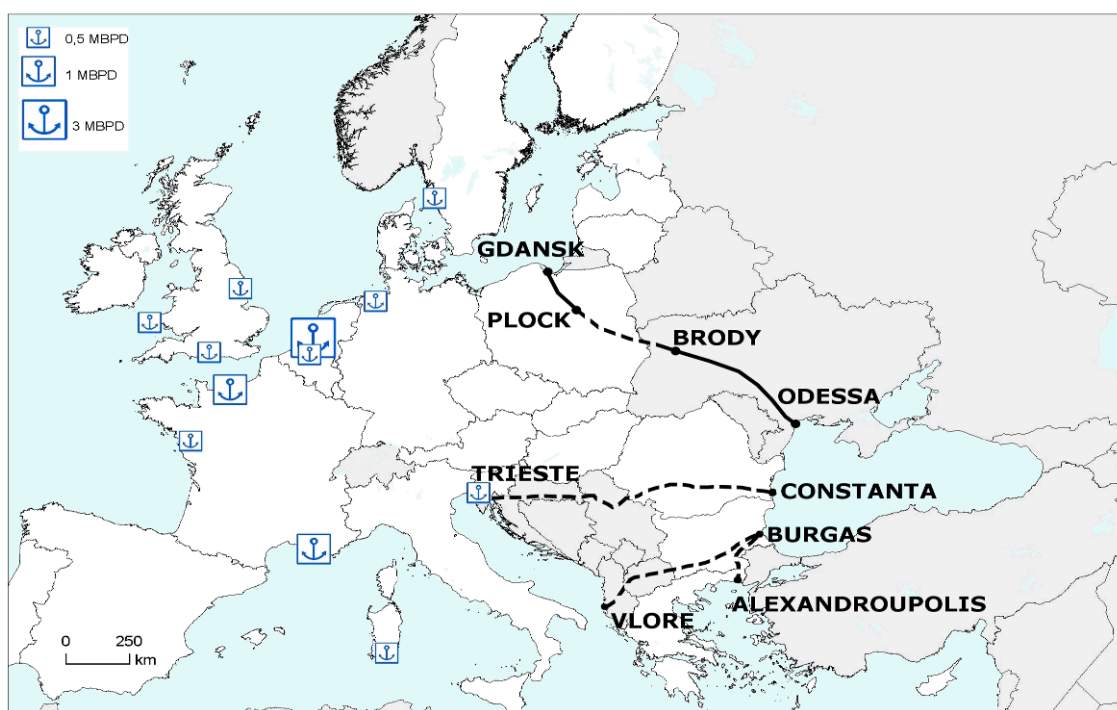 0,5 MBPD
1 MBPD
3 MBPD
GDANSK
PLOCK
BRODY
ODESSA
TRIESTE
CONSTANTA
BURGAS
ALEXANDROUPOLIS
VLORE
0 250
km